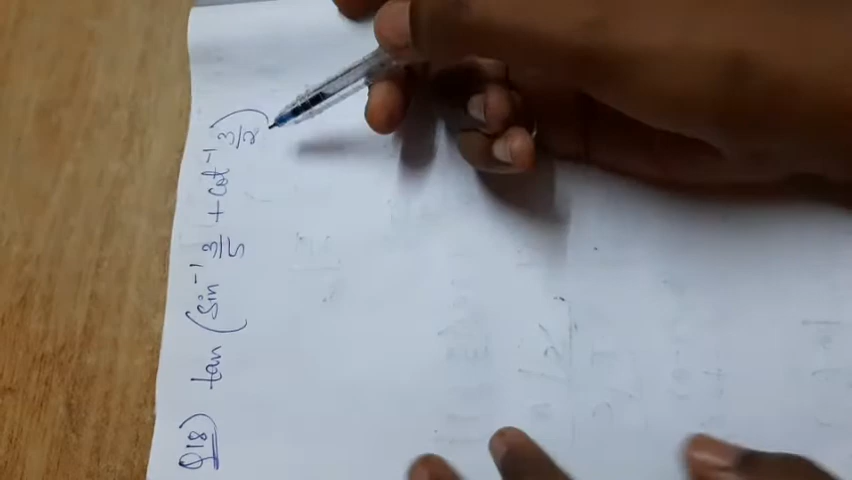 Q18) tan (sin⁻¹ 3/5 + cot⁻¹ 3/2)